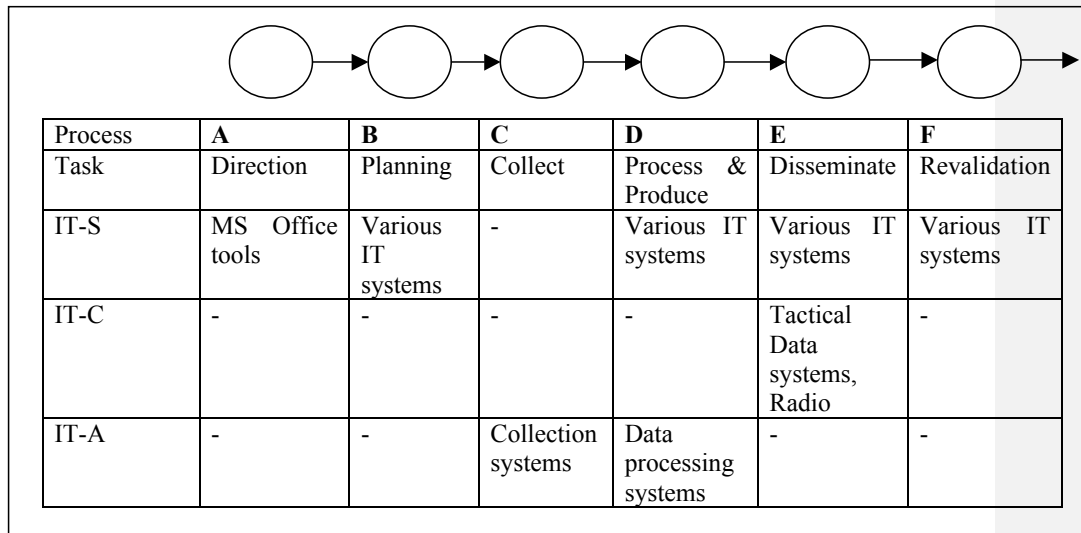 Process A B C D E F
Task Direction Planning Collect Process & Disseminate Revalidation
Produce
IT-S MS Office Various - Various IT Various IT Various IT
tools IT systems systems systems
systems
IT-C - - - - Tactical -
Data
systems,
Radio
IT-A - - Collection Data - -
systems processing
systems